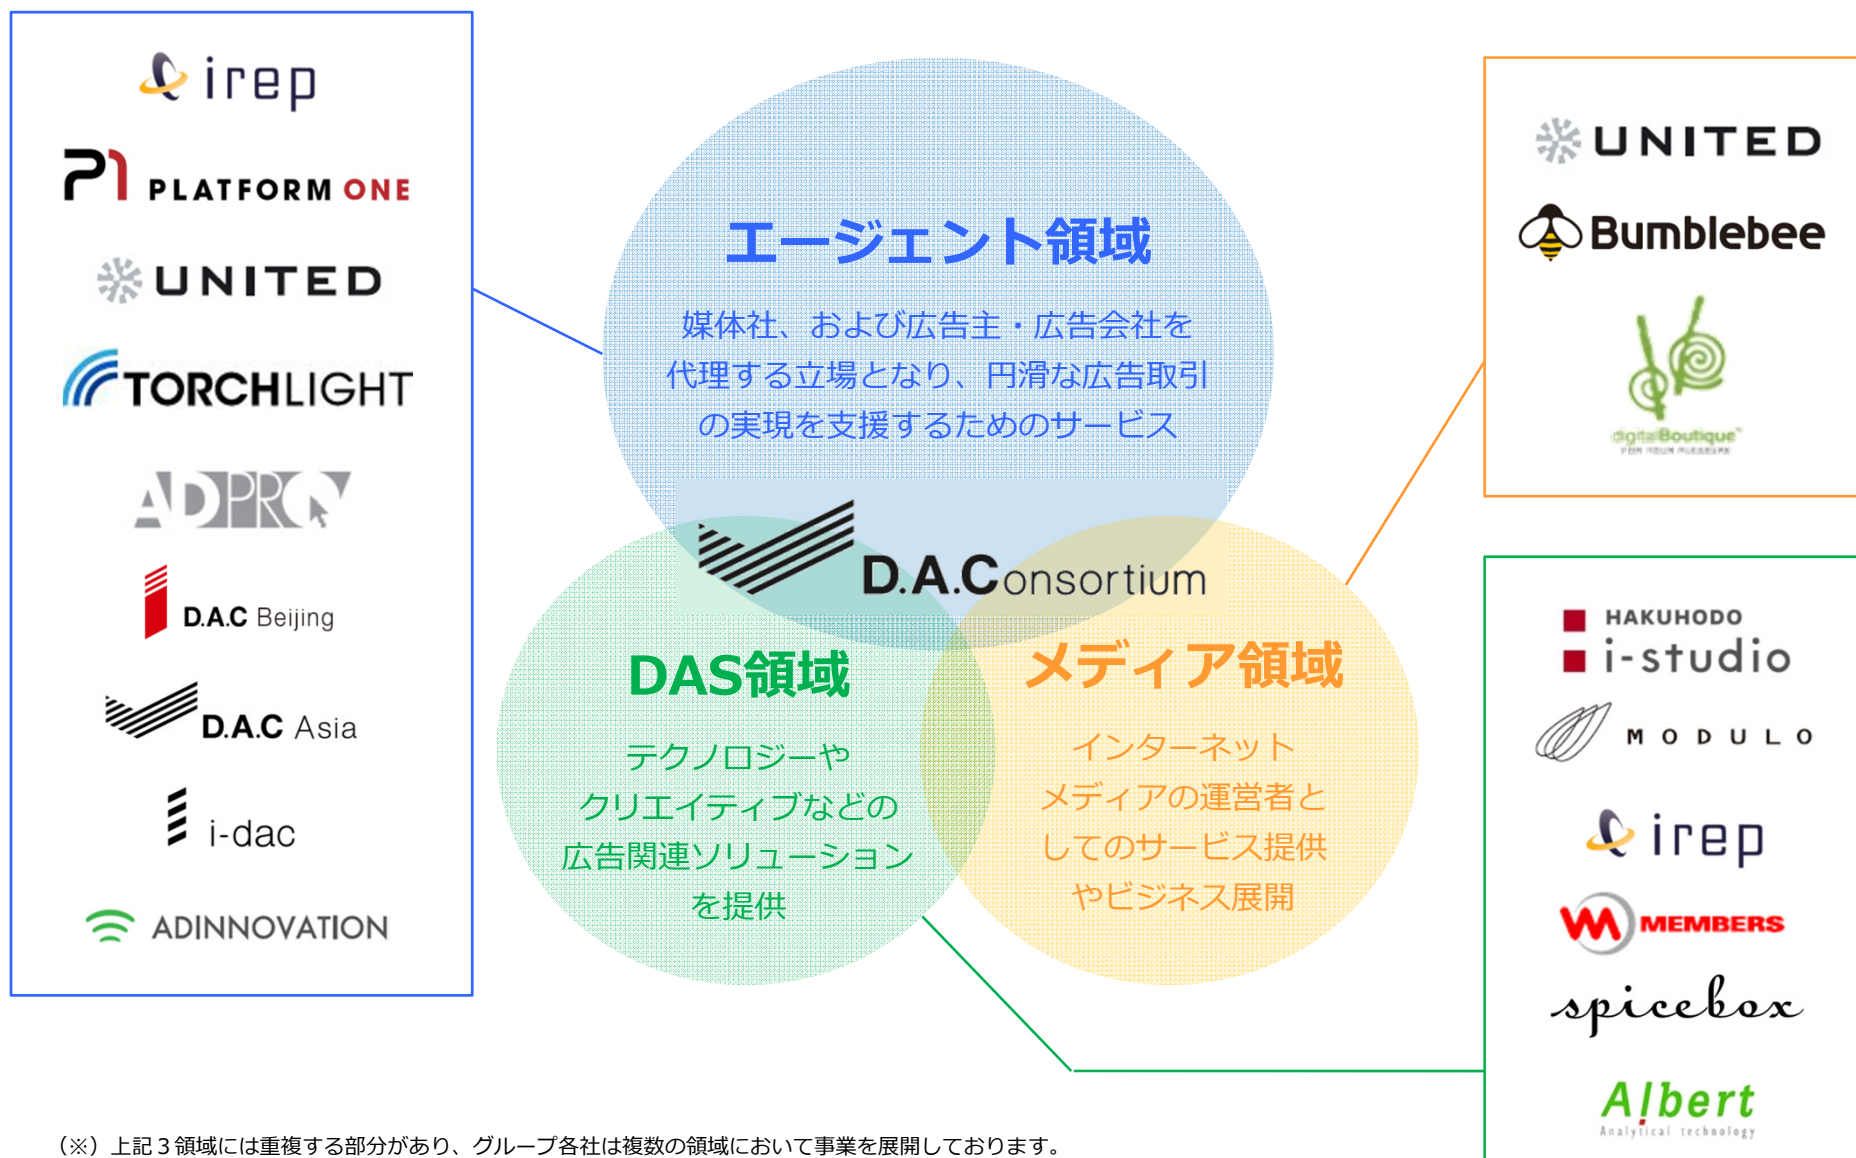 irep
P1 PLATFORM ONE
UNITED
TORCHLIGHT
ADPRO
D.A.C Beijing
D.A.C Asia
i-dac
ADINNOVATION
エージェント領域
媒体社、および広告主・広告会社を
代理する立場となり、円滑な広告取引
の実現を支援するためのサービス
D.A.Consortium
DAS領域
テクノロジーや
クリエイティブなどの
広告関連ソリューション
を提供
メディア領域
インターネット
メディアの運営者と
してのサービス提供
やビジネス展開
UNITED
Bumblebee
digitalBoutique
HAKUHODO
i-studio
MODULO
irep
MEMBERS
spicebox
Albert
Analytical technology
（※）上記３領域には重複する部分があり、グループ各社は複数の領域において事業を展開しております。